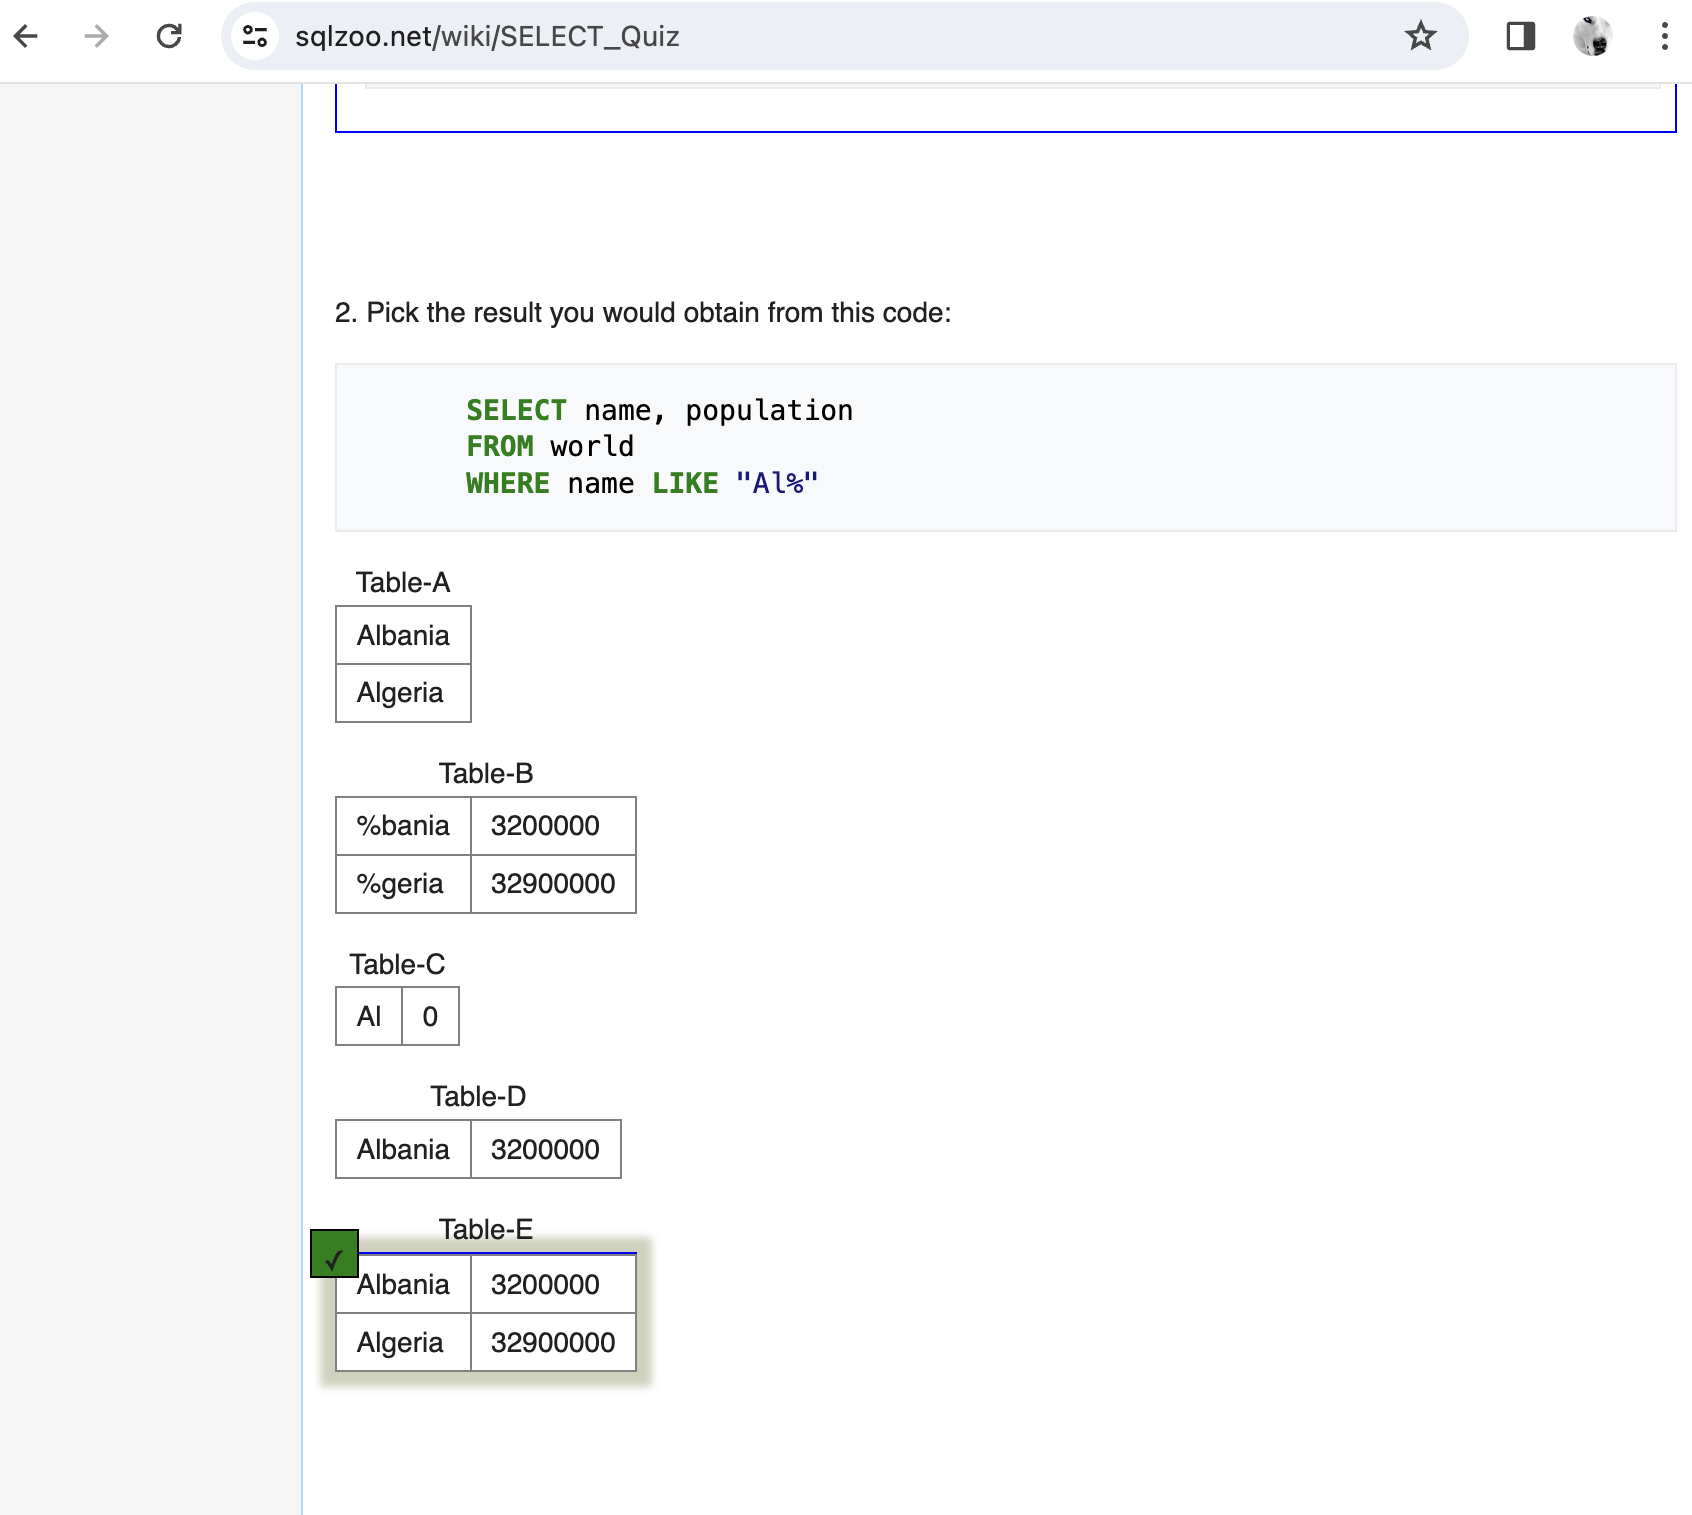 sqlzoo.net/wiki/SELECT_Quiz
2. Pick the result you would obtain from this code:
SELECT name, population
FROM world
WHERE name LIKE "Al%"
Table-A
Albania
Algeria
Table-B
%bania 3200000
%geria 32900000
Table-C
Al 0
Table-D
Albania 3200000
Table-E
✓
Albania 3200000
Algeria 32900000